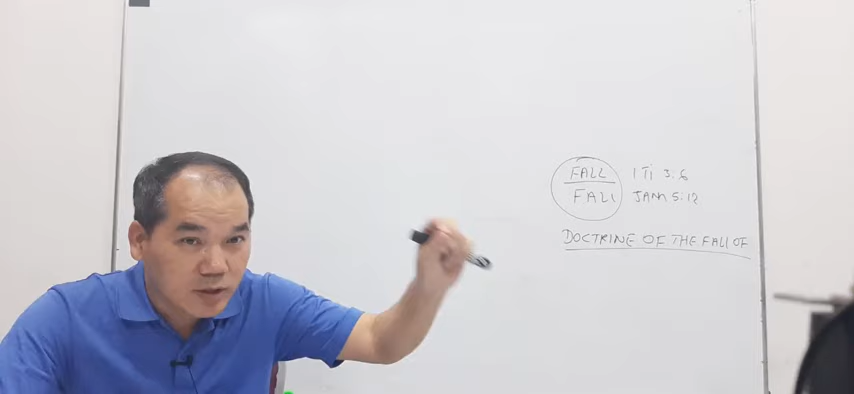 FALL 1 Ti 3:6
FALL JAM 5:12
DOCTRINE OF THE FALL OF